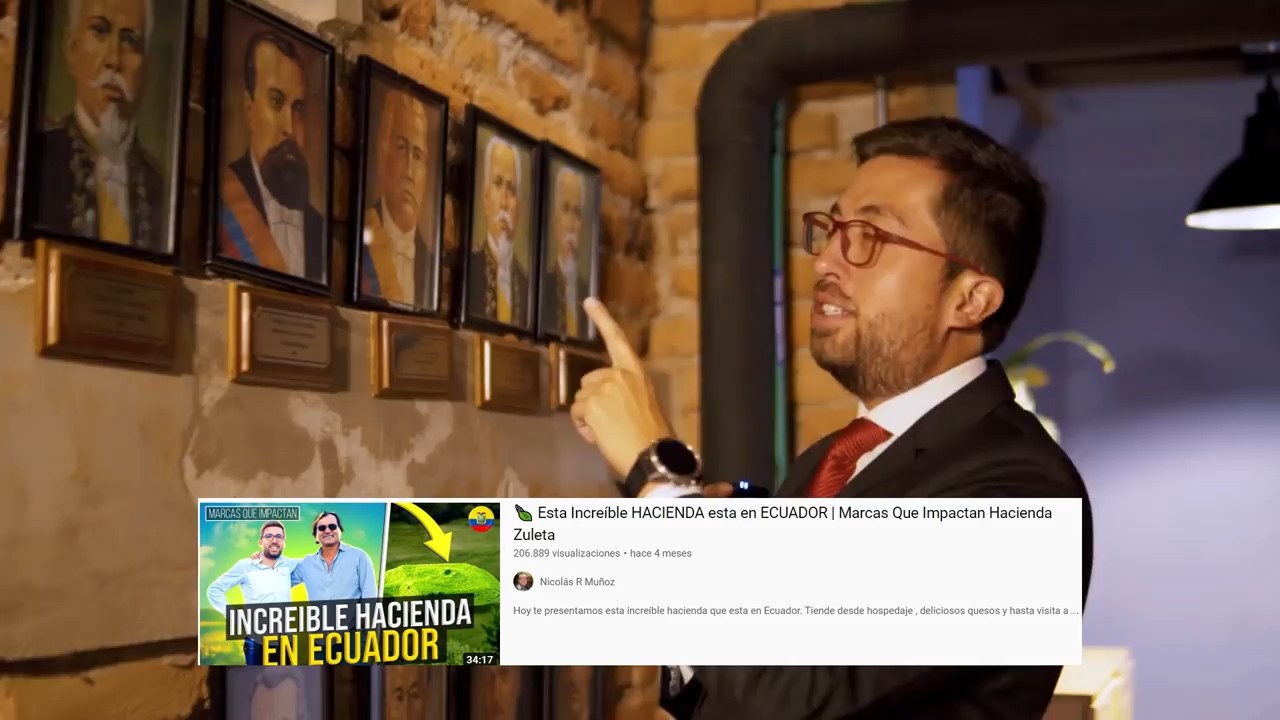 MARCAS QUE IMPACTAN
INCREIBLE HACIENDA
EN ECUADOR
34:17
Esta Increíble HACIENDA esta en ECUADOR | Marcas Que Impactan Hacienda
Zuleta
206.889 visualizaciones • hace 4 meses
Nicolás R Muñoz
Hoy te presentamos esta increíble hacienda que esta en Ecuador. Tiende desde hospedaje , deliciosos quesos y hasta visita a ...